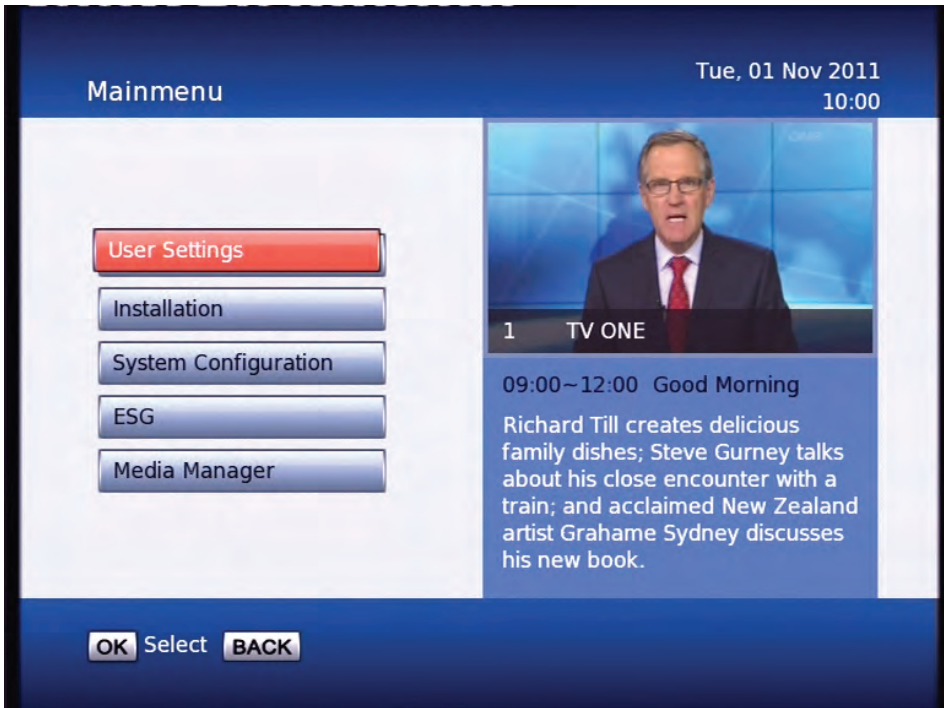 Mainmenu
Tue, 01 Nov 2011
10:00
User Settings
Installation
System Configuration
ESG
Media Manager
1 TV ONE
09:00~12:00 Good Morning
Richard Till creates delicious
family dishes; Steve Gurney talks
about his close encounter with a
train; and acclaimed New Zealand
artist Grahame Sydney discusses
his new book.
OK Select BACK